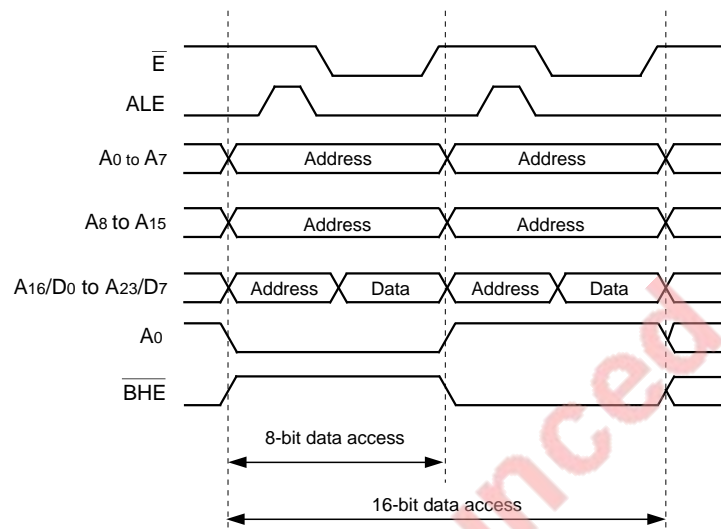 E
ALE
A0 to A7 Address Address
A8 to A15 Address Address
A16/D0 to A23/D7 Address Data Address Data
A0
BHE
8-bit data access
16-bit data access